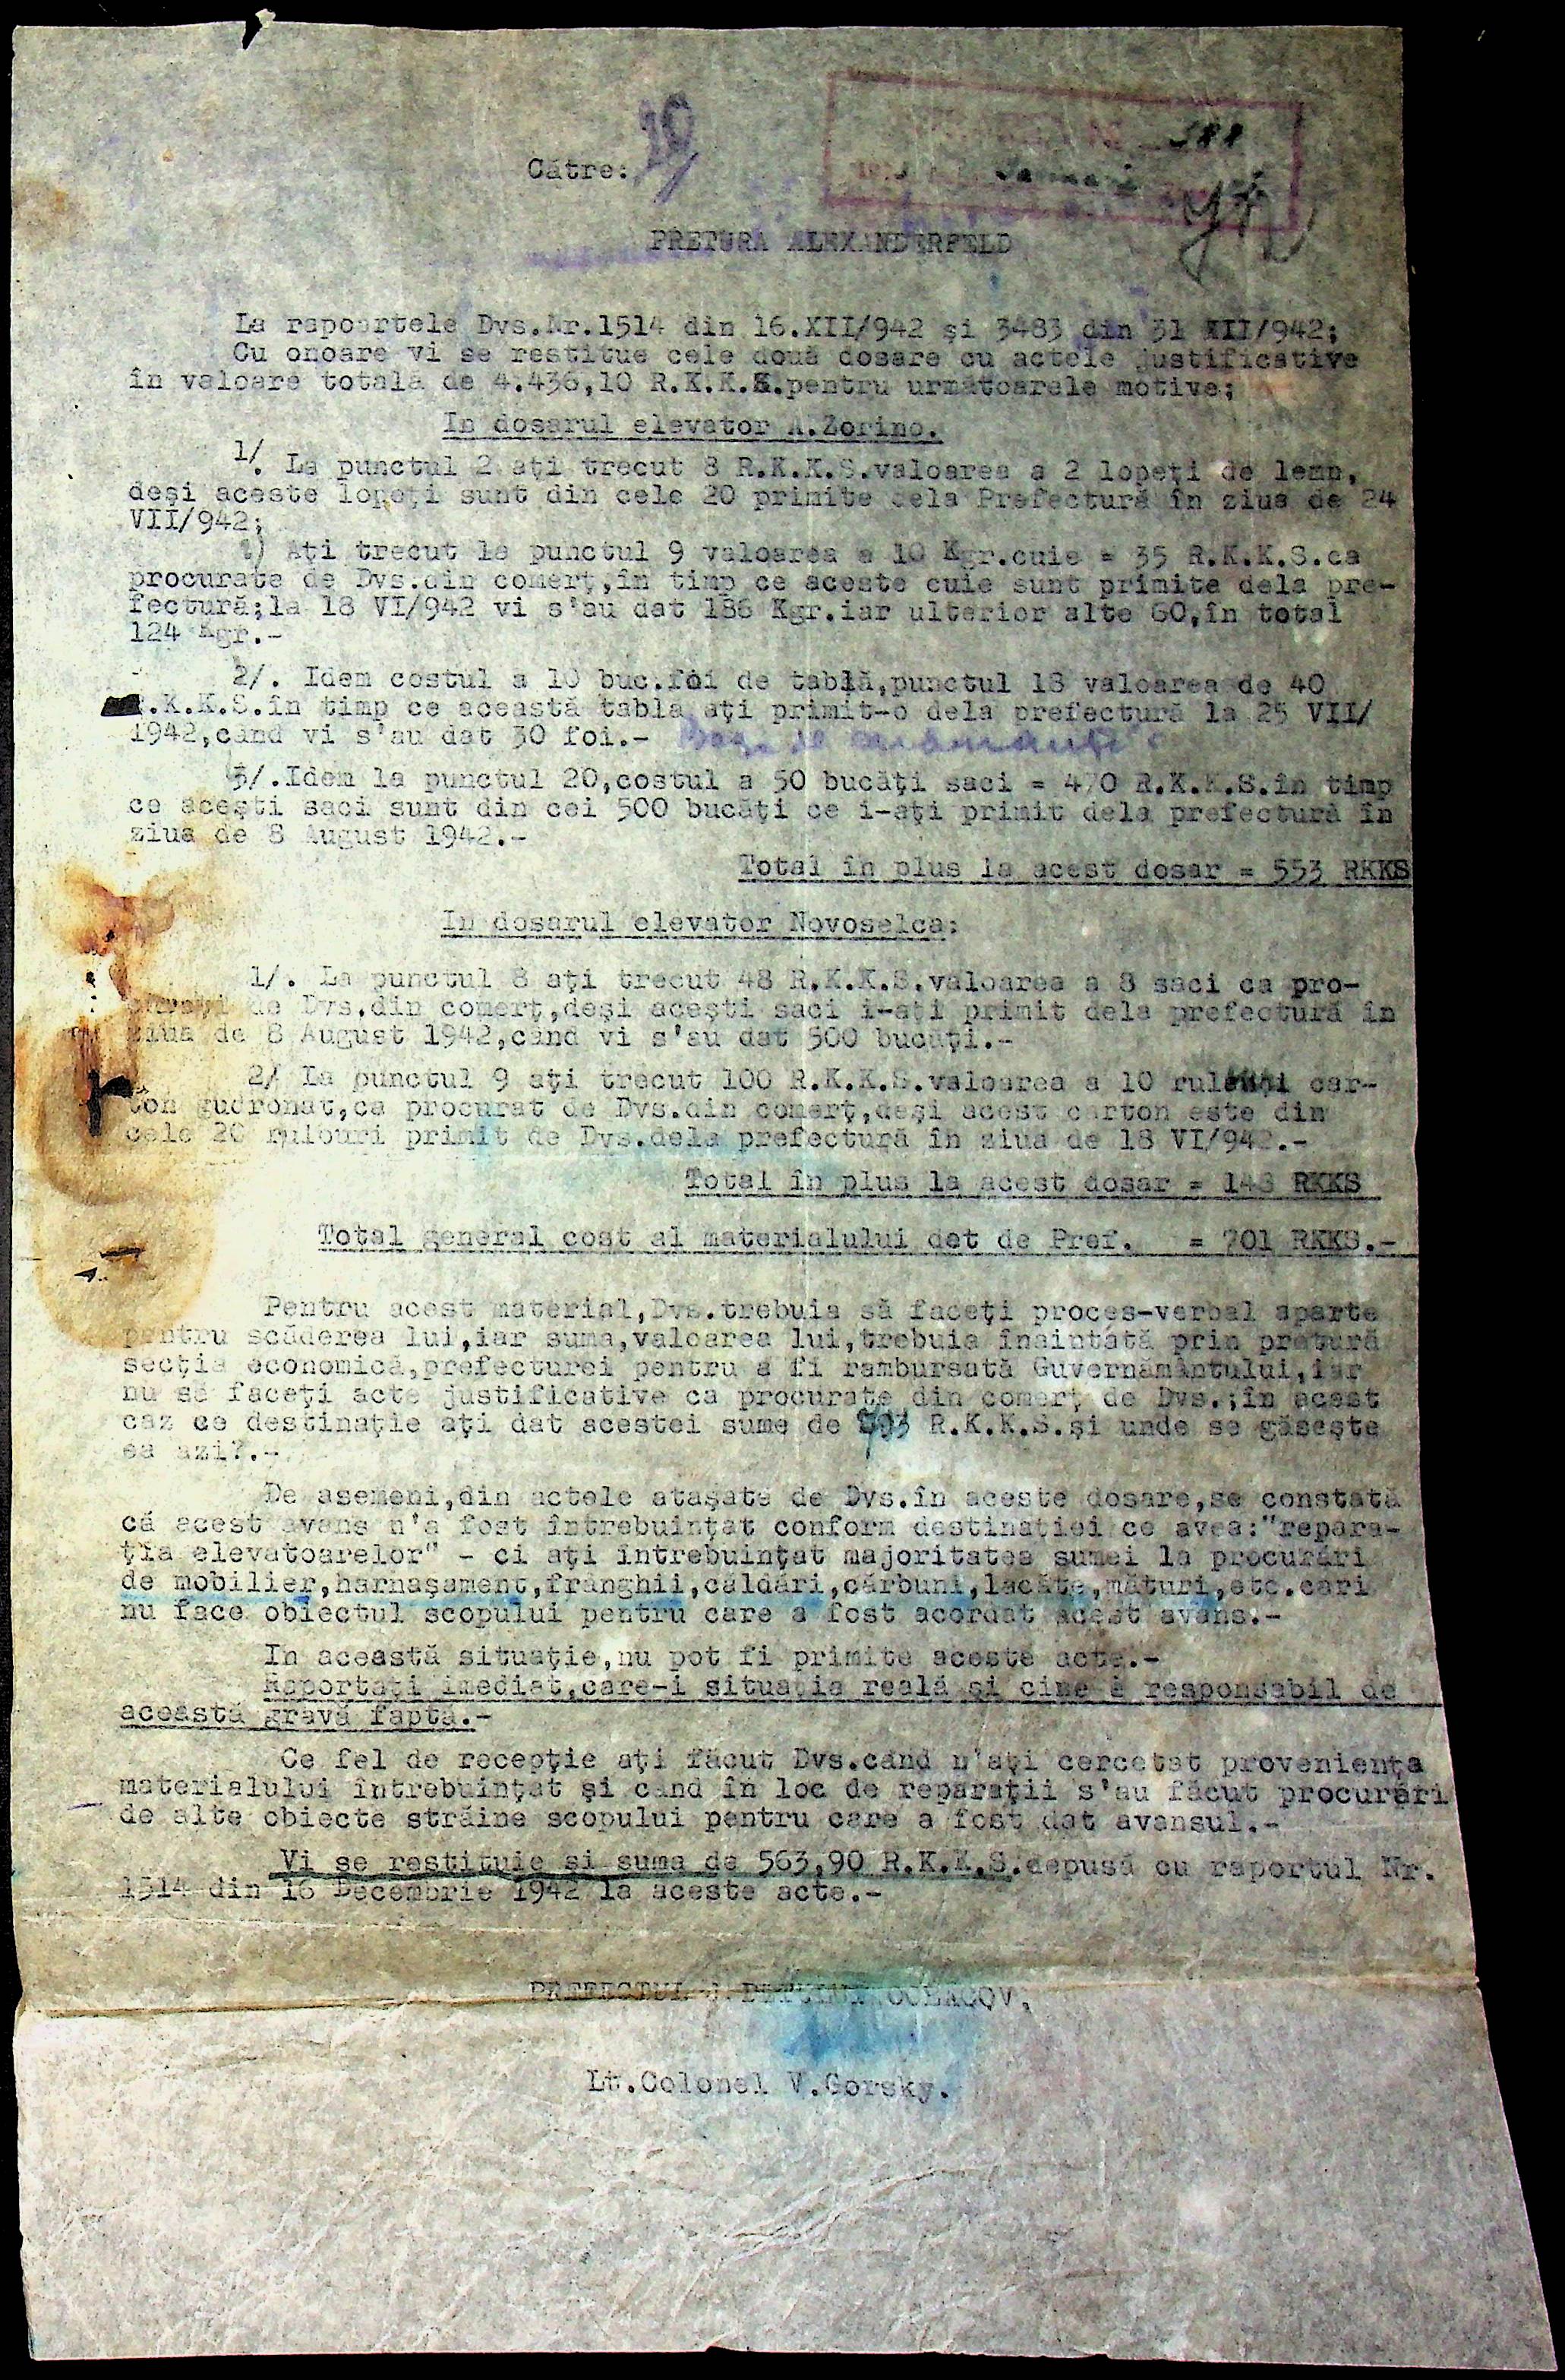 20
Către:
388
PRETURA ALEXANDERFELD
La rapoartele Dvs.Nr.1514 din 16.XII/942 şi 3483 din 31 XII/942;
Cu onoare vi se restitue cele două dosare cu actele justificative
în valoare totală de 4.436,10 R.K.K.S.pentru următoarele motive;
In dosarul elevator A.Zorino.
1/. La punctul 2 aţi trecut 8 R.K.K.S.valoarea a 2 lopeţi de lemn,
deşi aceste lopeţi sunt din cele 20 primite dela Prefectură în ziua de 24
VII/942;
) Aţi trecut la punctul 9 valoarea a 10 Kgr.cuie = 35 R.K.K.S.ca
procurate de Dvs.din comerţ,în timp ce aceste cuie sunt primite dela pre-
fectură;la 18 VI/942 vi s'au dat 186 Kgr.iar ulterior alte 60,în total
124 Kgr.-
2/. Idem costul a 10 buc.foi de tablă,punctul 18 valoarea de 40
R.K.K.S.în timp ce această tabla aţi primit-o dela prefectură la 25 VII/
1942,cand vi s'au dat 30 foi.-
3/.Idem la punctul 20,costul a 50 bucăţi saci = 470 R.K.K.S.în timp
ce aceşti saci sunt din cei 500 bucăţi ce i-aţi primit dela prefectură în
ziua de 8 August 1942.-
Total în plus la acest dosar = 553 RKKS
In dosarul elevator Novoselca:
1/. La punctul 8 aţi trecut 48 R.K.K.S.valoarea a 8 saci ca pro-
curaţi de Dvs.din comerţ,deşi aceşti saci i-aţi primit dela prefectură în
ziua de 8 August 1942,când vi s'au dat 500 bucăţi.-
2/ La punctul 9 aţi trecut 100 R.K.K.S.valoarea a 10 car-
ton gudronat,ca procurat de Dvs.din comerţ,deşi acest carton este din
cele 20 rulouri primit de Dvs.dela prefectură în ziua de 18 VI/942.-
Total în plus la acest dosar = 148 RKKS
Total general cost al materialului dat de Pref. = 701 RKKS.-
Pentru acest material,Dvs.trebuia să faceţi proces-verbal aparte
pentru scăderea lui,iar suma,valoarea lui,trebuia înaintată prin pretură
secţia economică,prefecturei pentru a fi rambursată Guvernământului,iar
nu să faceţi acte justificative ca procurate din comerţ de Dvs.;în acest
caz ce destinaţie aţi dat acestei sume de R.K.K.S.şi unde se găseşte
ea azi?.-
De asemeni,din actele ataşate de Dvs.în aceste dosare,se constată
că acest avans n'a fost întrebuinţat conform destinaţiei ce avea:"repara-
ţia elevatoarelor" - ci aţi întrebuinţat majoritatea sumei la procurări
de mobilier,harnaşament,frânghii,căldări,cărbuni,lacăte,mături,etc.cari
nu face obiectul scopului pentru care a fost acordat acest avans.-
In această situaţie,nu pot fi primite aceste acte.-
Raportaţi imediat,care-i situaţia reală şi cine e responsabil de
această gravă faptă.-
Ce fel de recepţie aţi făcut Dvs.când n'aţi cercetat provenienţa
materialului întrebuinţat şi cand în loc de reparaţii s'au făcut procurări
de alte obiecte străine scopului pentru care a fost dat avansul.-
Vi se restituie şi suma de 563,90 R.K.K.S.depusă cu raportul Nr.
1514 din 16 Decembrie 1942 la aceste acte.-
PREFECTUL J. OCEACOV,
Lt.Colonel V.Gorsky.